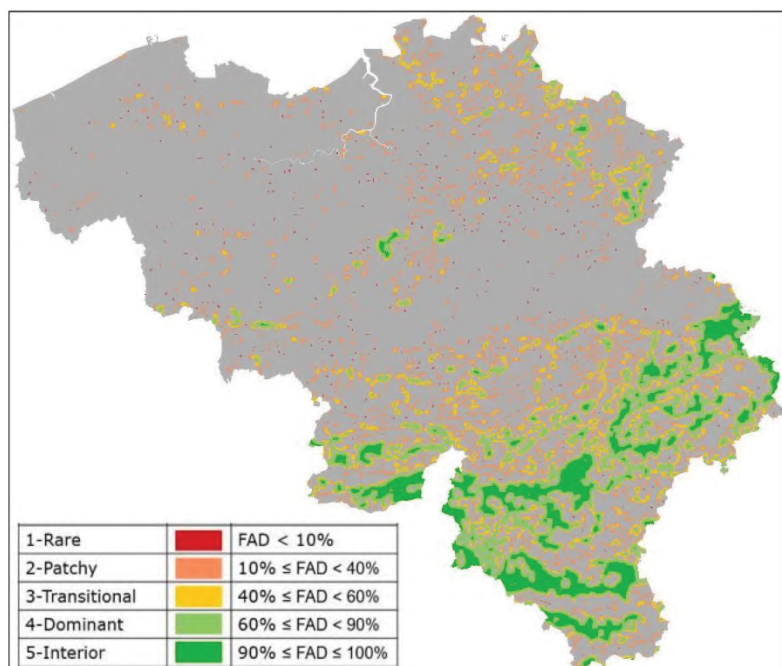 1-Rare FAD < 10%
2-Patchy 10% ≤ FAD < 40%
3-Transitional 40% ≤ FAD < 60%
4-Dominant 60% ≤ FAD < 90%
5-Interior 90% ≤ FAD ≤ 100%